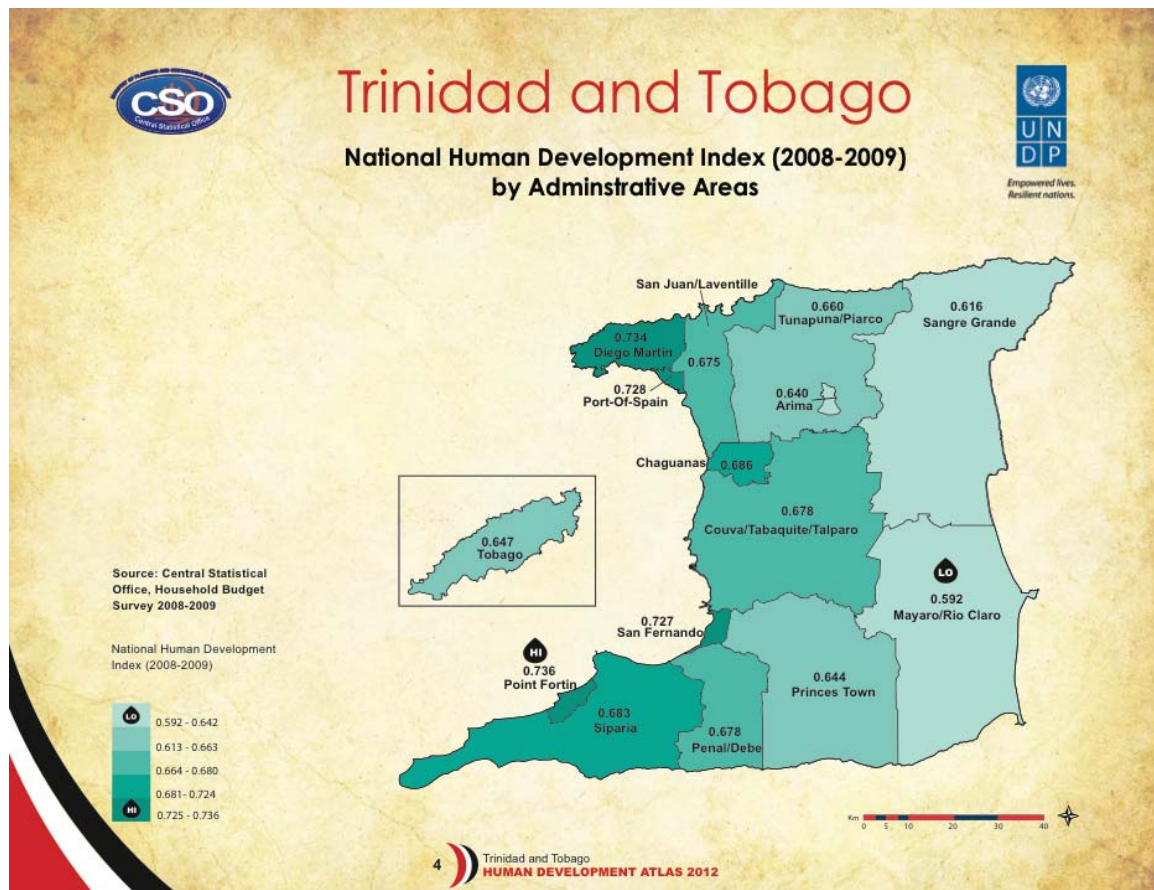 CSO
Central Statistical Office
Trinidad and Tobago
National Human Development Index (2008-2009)
by Adminstrative Areas
U N
D P
Empowered lives.
Resilient nations.
San Juan/Laventille
0.660
Tunapuna/Piarco
0.616
Sangre Grande
0.734
Diego Martin
0.675
0.728
Port-Of-Spain
0.640
Arima
Chaguanas
0.686
0.678
Couva/Tabaquite/Talparo
0.647
Tobago
LO
0.592
Mayaro/Rio Claro
0.727
San Fernando
HI
0.736
Point Fortin
0.683
Siparia
0.678
Penal/Debe
0.644
Princes Town
Source: Central Statistical
Office, Household Budget
Survey 2008-2009
National Human Development
Index (2008-2009)
LO
0.592 - 0.642
0.613 - 0.663
0.664 - 0.680
0.681- 0.724
HI
0.725 - 0.736
Km
0 5 10 20 30 40
4
Trinidad and Tobago
HUMAN DEVELOPMENT ATLAS 2012